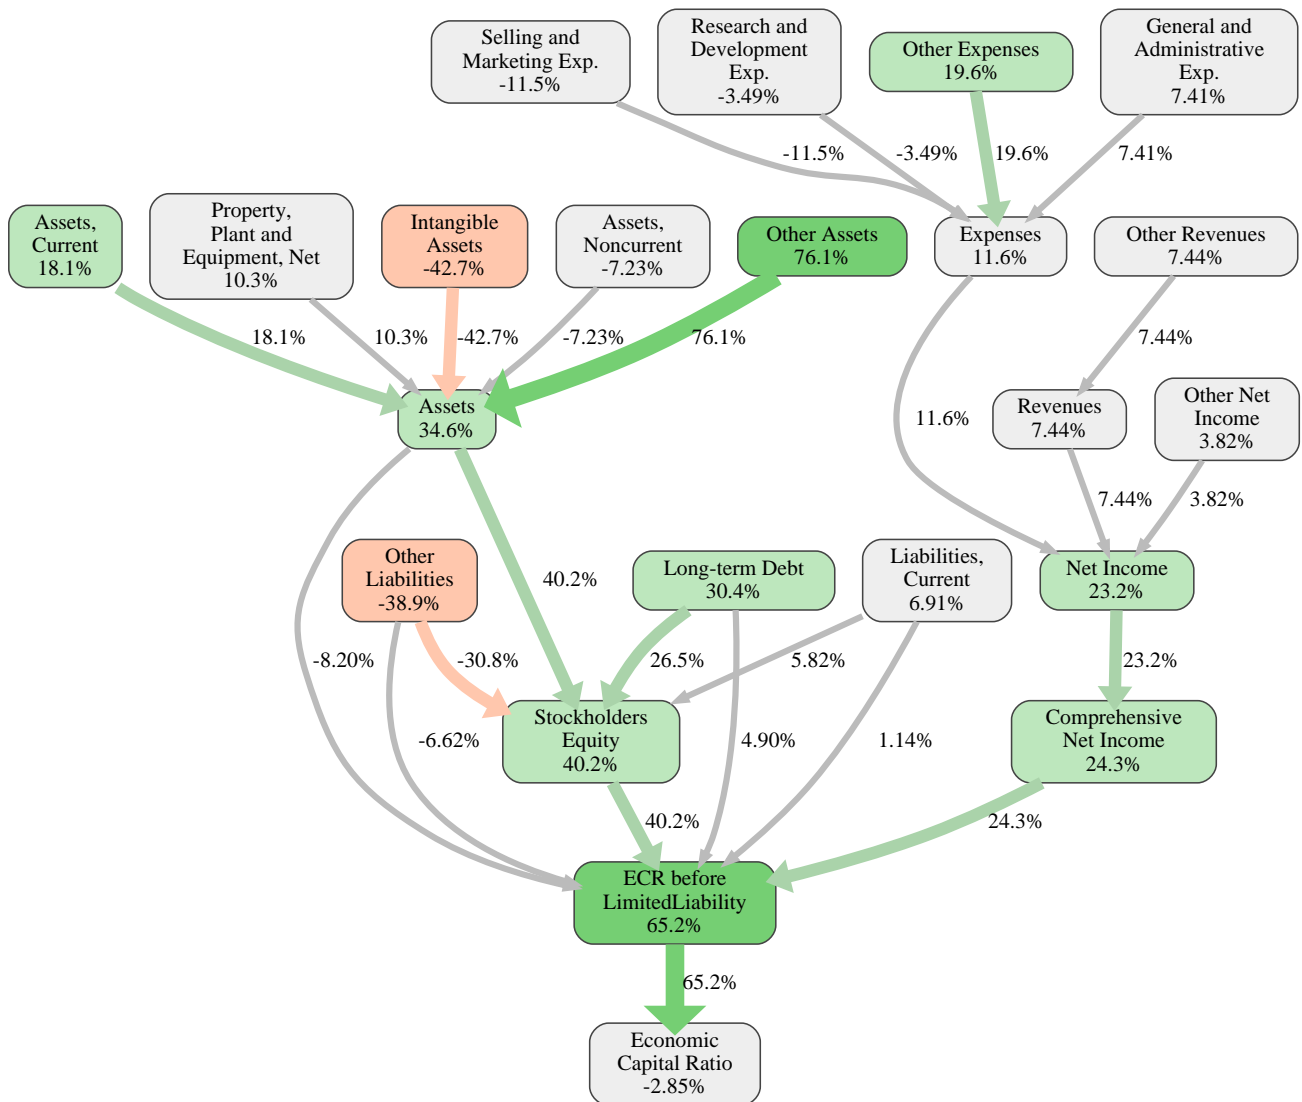 Selling and
Marketing Exp.
-11.5%
Research and
Development
Exp.
-3.49%
Other Expenses
19.6%
General and
Administrative
Exp.
7.41%
-11.5%
-3.49%
19.6%
7.41%
Assets,
Current
18.1%
Property,
Plant and
Equipment, Net
10.3%
Intangible
Assets
-42.7%
Assets,
Noncurrent
-7.23%
Other Assets
76.1%
Expenses
11.6%
Other Revenues
7.44%
18.1%
10.3%
-42.7%
-7.23%
76.1%
7.44%
Assets
34.6%
11.6%
Revenues
7.44%
Other Net
Income
3.82%
7.44%
3.82%
Other
Liabilities
-38.9%
40.2%
Long-term Debt
30.4%
Liabilities,
Current
6.91%
Net Income
23.2%
-8.20%
-30.8%
26.5%
5.82%
23.2%
-6.62%
Stockholders
Equity
40.2%
4.90%
1.14%
Comprehensive
Net Income
24.3%
40.2%
24.3%
ECR before
LimitedLiability
65.2%
65.2%
Economic
Capital Ratio
-2.85%